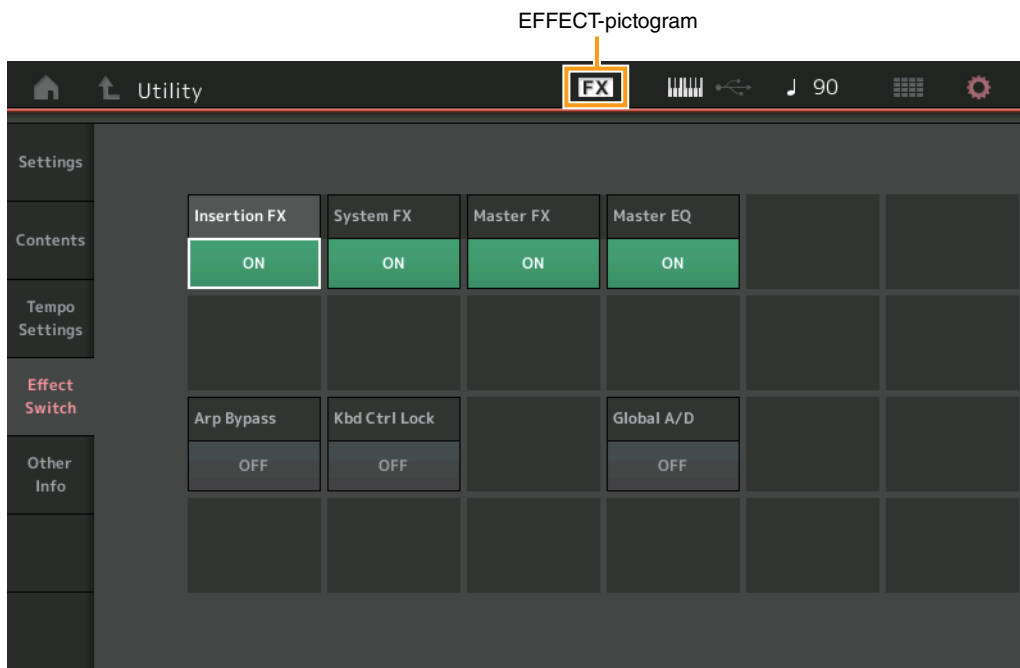 EFFECT-pictogram
Utility
FX
90
Settings
Contents
Tempo
Settings
Effect
Switch
Other
Info
Insertion FX
System FX
Master FX
Master EQ
ON
ON
ON
ON
Arp Bypass
Kbd Ctrl Lock
Global A/D
OFF
OFF
OFF